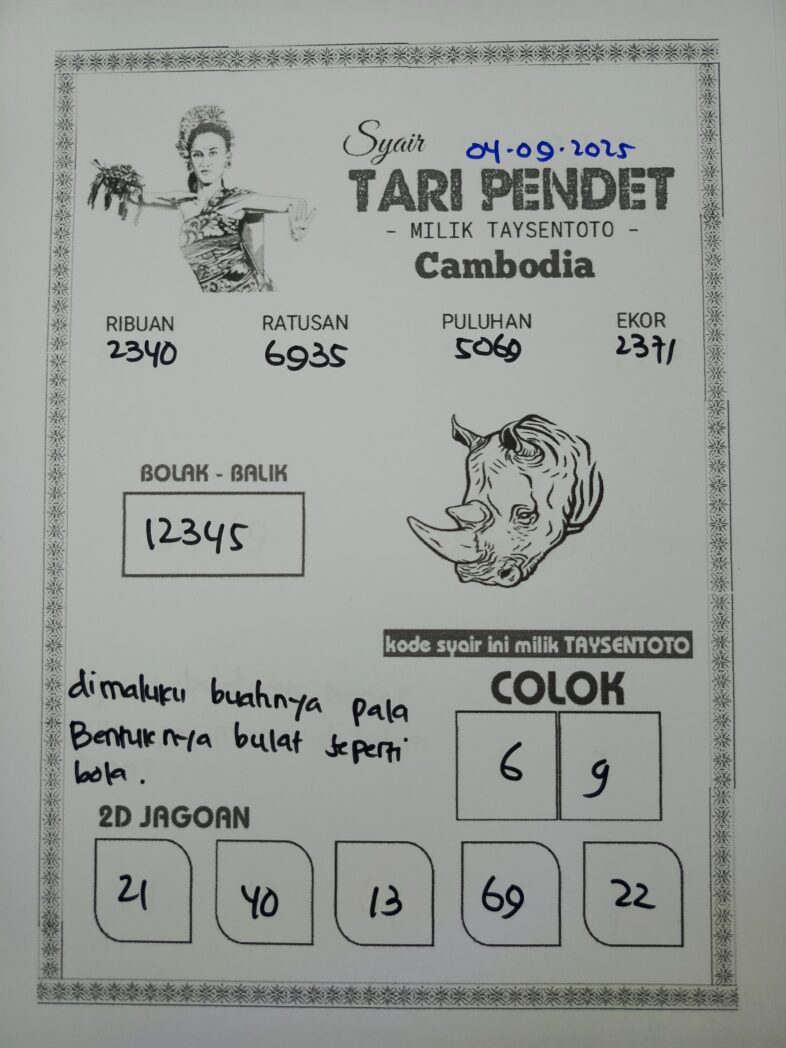 Syair 04-09-2025
TARI PENDET
- MILIK TAYSENTOTO -
Cambodia
RIBUAN RATUSAN PULUHAN EKOR
2340 6935 5069 2371
BOLAK - BALIK
12345
kode syair ini milik TAYSENTOTO
COLOK
6 9
dimaluku buahnya pala
Bentuknya bulat seperti
bola.
2D JAGOAN
21 40 13 69 22